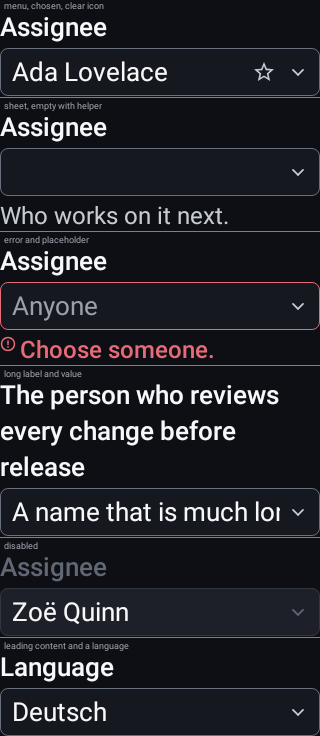 menu, chosen, clear icon
Assignee
Ada Lovelace
sheet, empty with helper
Assignee
Who works on it next.
error and placeholder
Assignee
Anyone
Choose someone.
long label and value
The person who reviews
every change before
release
A name that is much lon
disabled
Assignee
Zoë Quinn
leading content and a language
Language
Deutsch